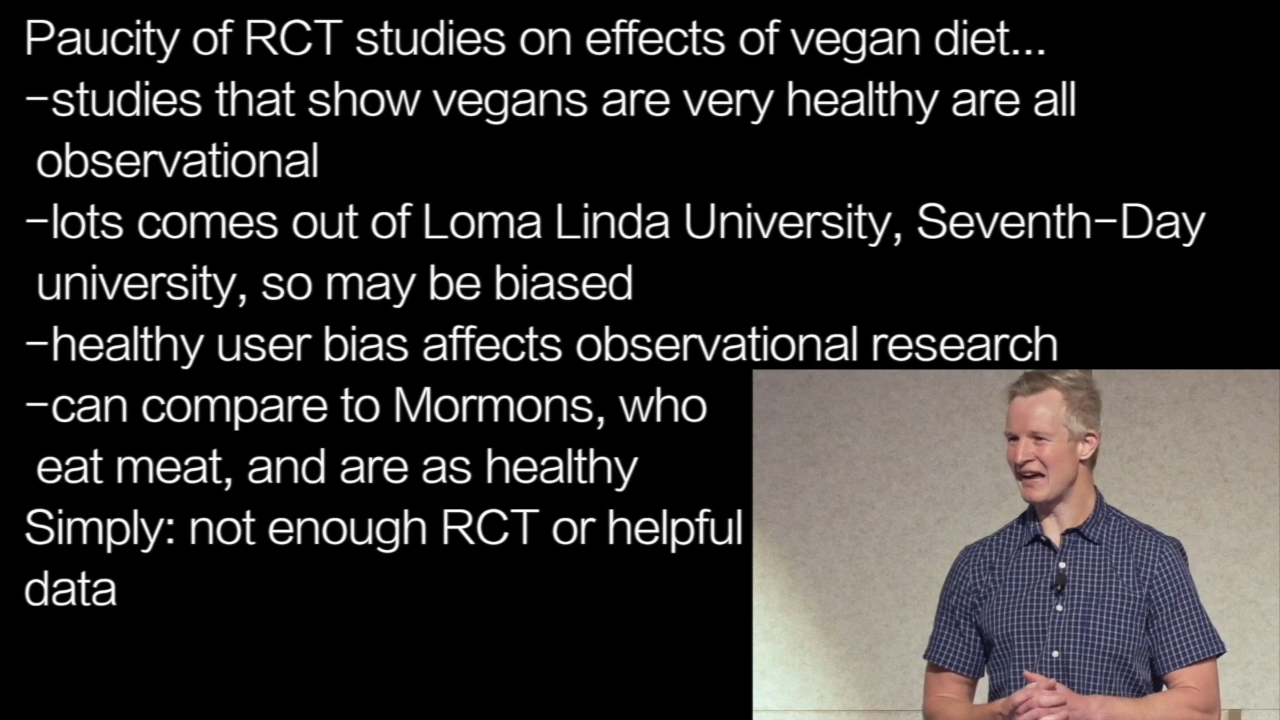 Paucity of RCT studies on effects of vegan diet...
-studies that show vegans are very healthy are all
observational
-lots comes out of Loma Linda University, Seventh-Day
university, so may be biased
-healthy user bias affects observational research
-can compare to Mormons, who
eat meat, and are as healthy
Simply: not enough RCT or helpful
data